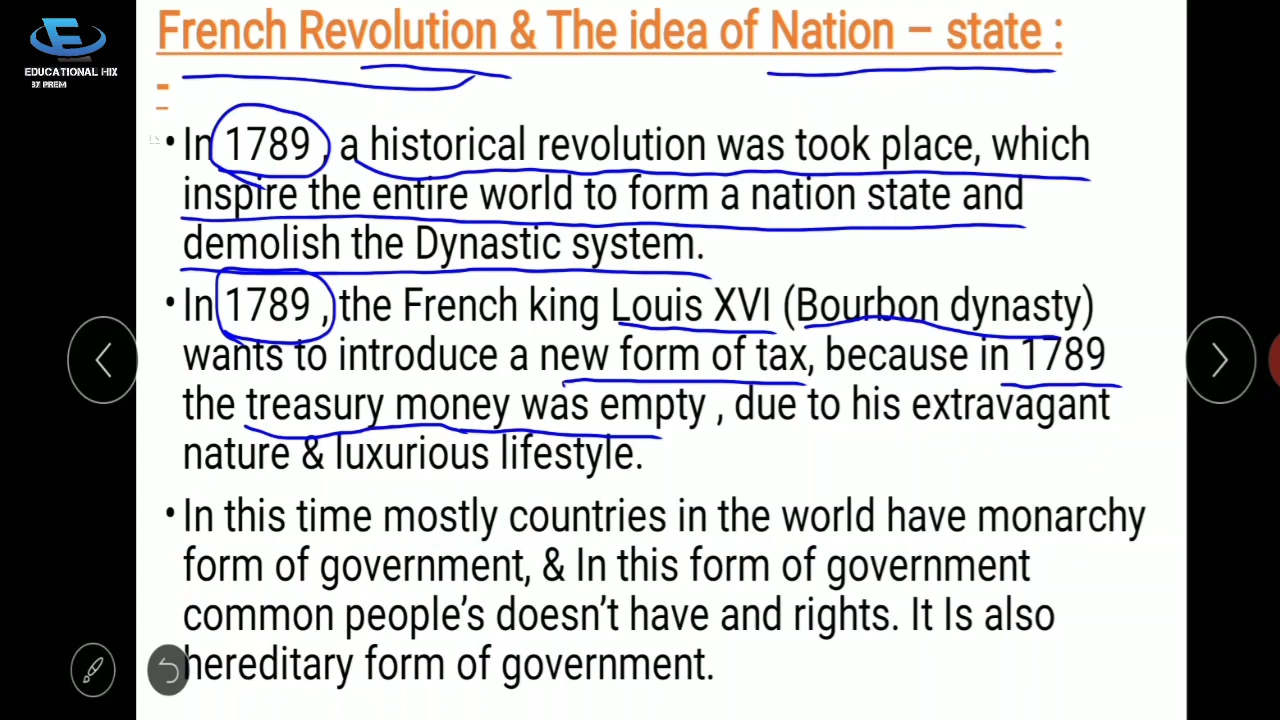 EDUCATIONAL HIX
BY PREM
French Revolution & The idea of Nation – state :
-
• In 1789 , a historical revolution was took place, which
inspire the entire world to form a nation state and
demolish the Dynastic system.
• In 1789 , the French king Louis XVI (Bourbon dynasty)
wants to introduce a new form of tax, because in 1789
the treasury money was empty , due to his extravagant
nature & luxurious lifestyle.
• In this time mostly countries in the world have monarchy
form of government, & In this form of government
common people’s doesn’t have and rights. It Is also
hereditary form of government.